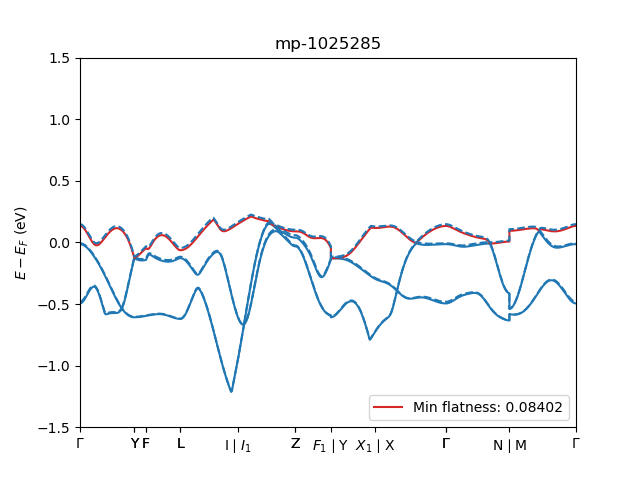 mp-1025285
E − E_F (eV)
1.5
1.0
0.5
0.0
−0.5
−1.0
−1.5
Min flatness: 0.08402
Γ Y F L I | I₁ Z F₁ | Y X₁ | X Γ N | M Γ